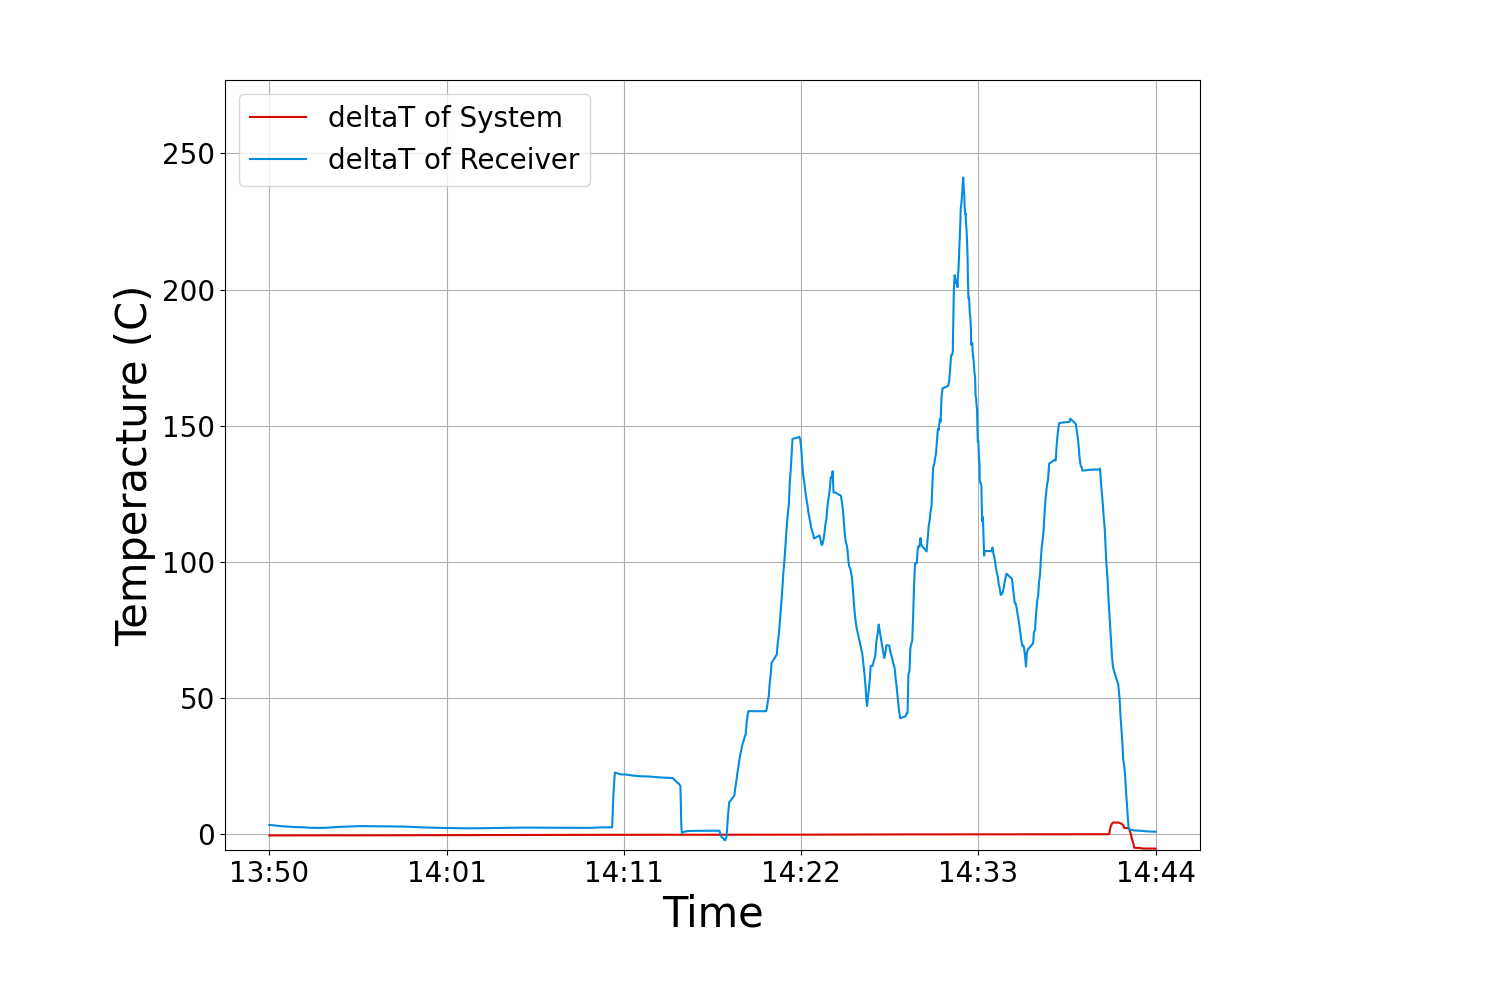 deltaT of System
deltaT of Receiver
Temperacture (C)
250
200
150
100
50
0
13:50 14:01 14:11 14:22 14:33 14:44
Time